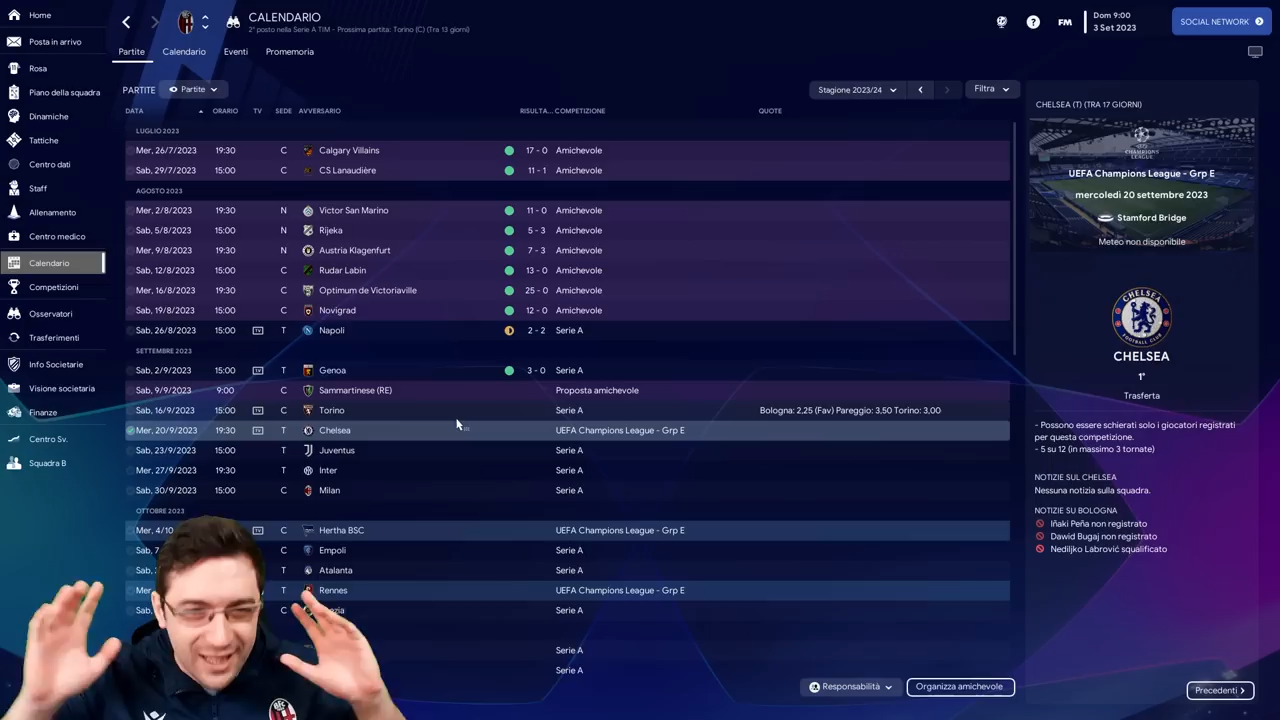 Home
Posta in arrivo
Rosa
Piano della squadra
Dinamiche
Tattiche
Centro dati
Staff
Allenamento
Centro medico
Calendario
Competizioni
Osservatori
Trasferimenti
Info Societarie
Visione societaria
Finanze
Centro Sv.
Squadra B
CALENDARIO
2° posto nella Serie A TIM - Prossima partita: Torino (C) (Tra 13 giorni)
FM
Dom 9:00
3 Set 2023
SOCIAL NETWORK
Partite Calendario Eventi Promemoria
PARTITE Partite Stagione 2023/24 Filtra
DATA ORARIO TV SEDE AVVERSARIO RISULTA... COMPETIZIONE QUOTE
LUGLIO 2023
Mer, 26/7/2023 19:30 C Calgary Villains 17 - 0 Amichevole
Sab, 29/7/2023 15:00 C CS Lanaudière 11 - 1 Amichevole
AGOSTO 2023
Mer, 2/8/2023 19:30 N Victor San Marino 11 - 0 Amichevole
Sab, 5/8/2023 15:00 N Rijeka 5 - 3 Amichevole
Mer, 9/8/2023 19:30 N Austria Klagenfurt 7 - 3 Amichevole
Sab, 12/8/2023 15:00 C Rudar Labin 13 - 0 Amichevole
Mer, 16/8/2023 19:30 C Optimum de Victoriaville 25 - 0 Amichevole
Sab, 19/8/2023 15:00 C Novigrad 12 - 0 Amichevole
Sab, 26/8/2023 15:00 TV T Napoli 2 - 2 Serie A
SETTEMBRE 2023
Sab, 2/9/2023 15:00 TV T Genoa 3 - 0 Serie A
Sab, 9/9/2023 9:00 C Sammartinese (RE) Proposta amichevole
Sab, 16/9/2023 15:00 TV C Torino Serie A Bologna: 2,25 (Fav) Pareggio: 3,50 Torino: 3,00
Mer, 20/9/2023 19:30 TV T Chelsea UEFA Champions League - Grp E
Sab, 23/9/2023 15:00 T Juventus Serie A
Mer, 27/9/2023 19:30 T Inter Serie A
Sab, 30/9/2023 15:00 C Milan Serie A
OTTOBRE 2023
Mer, 4/10 TV C Hertha BSC UEFA Champions League - Grp E
Sab, C Empoli Serie A
Sab, T Atalanta Serie A
Mer, T Rennes UEFA Champions League - Grp E
Sab, C Serie A
Serie A
Serie A
Responsabilità Organizza amichevole
CHELSEA (T) (TRA 17 GIORNI)
CHAMPIONS LEAGUE
UEFA Champions League - Grp E
mercoledì 20 settembre 2023
Stamford Bridge
Meteo non disponibile
CHELSEA
1°
Trasferta
- Possono essere schierati solo i giocatori registrati
per questa competizione.
- 5 su 12 (in massimo 3 tornate)
NOTIZIE SUL CHELSEA
Nessuna notizia sulla squadra.
NOTIZIE SU BOLOGNA
Iñaki Peña non registrato
Dawid Bugaj non registrato
Nediljko Labrović squalificato
Precedenti